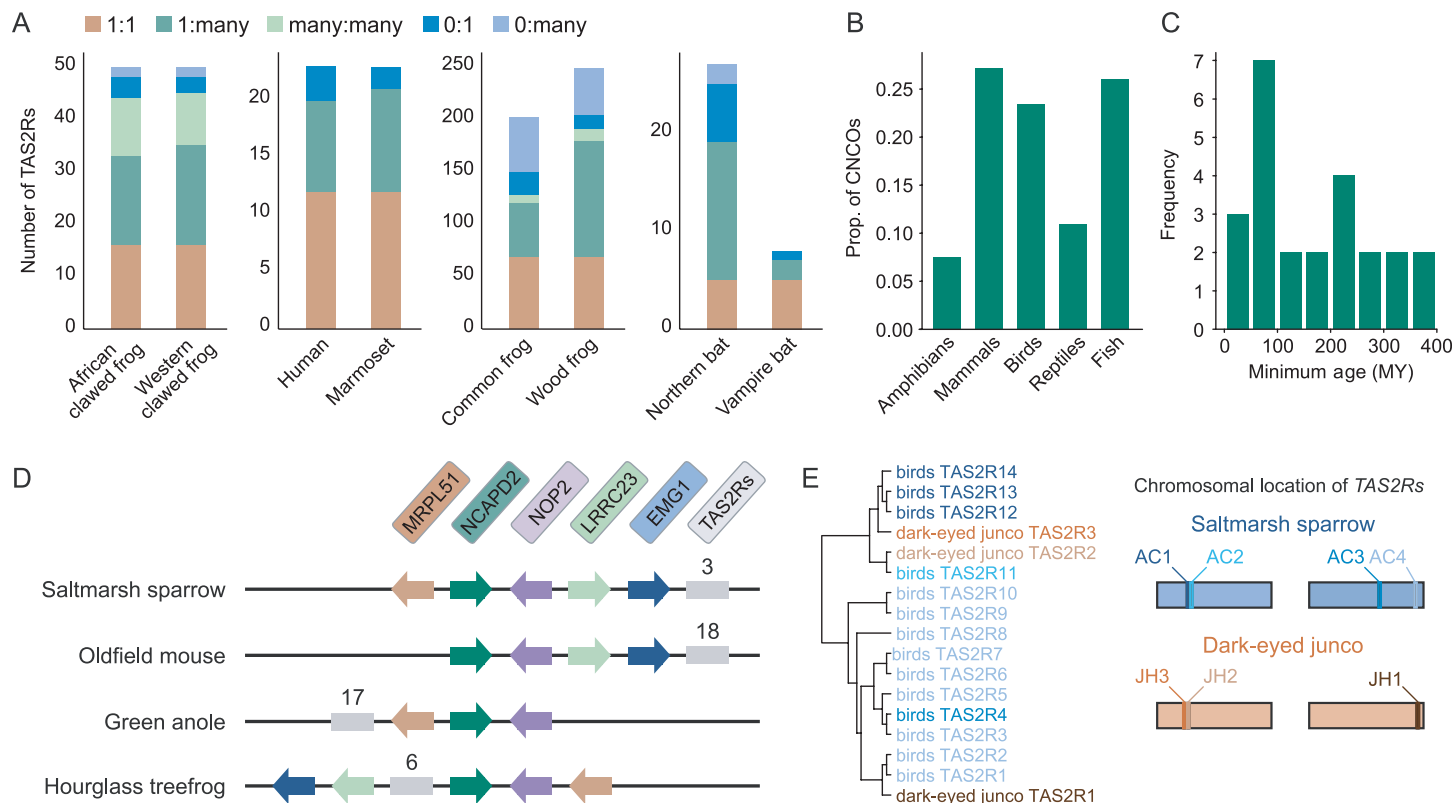 A
1:1 1:many many:many 0:1 0:many
Number of TAS2Rs
50
40
30
20
10
0
African
clawed frog
Western
clawed frog
20
15
10
5
0
Human
Marmoset
250
200
150
100
50
0
Common frog
Wood frog
20
10
0
Northern bat
Vampire bat
B
Prop. of CNCOs
0.25
0.20
0.15
0.10
0.05
0.00
Amphibians
Mammals
Birds
Reptiles
Fish
C
Frequency
7
6
5
4
3
2
1
0
0 100 200 300 400
Minimum age (MY)
D
MRPL51
NCAPD2
NOP2
LRRC23
EMG1
TAS2Rs
Saltmarsh sparrow
3
Oldfield mouse
18
Green anole
17
Hourglass treefrog
6
E
birds TAS2R14
birds TAS2R13
birds TAS2R12
dark-eyed junco TAS2R3
dark-eyed junco TAS2R2
birds TAS2R11
birds TAS2R10
birds TAS2R9
birds TAS2R8
birds TAS2R7
birds TAS2R6
birds TAS2R5
birds TAS2R4
birds TAS2R3
birds TAS2R2
birds TAS2R1
dark-eyed junco TAS2R1
Chromosomal location of TAS2Rs
Saltmarsh sparrow
AC1 AC2 AC3 AC4
Dark-eyed junco
JH3 JH2 JH1